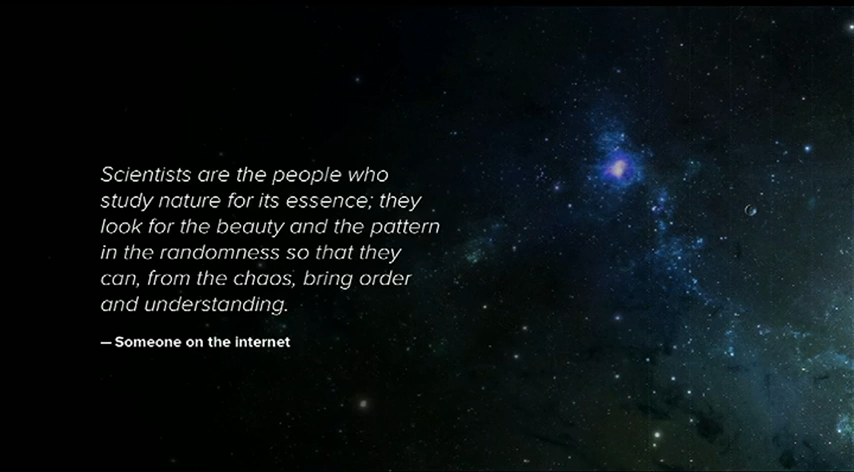 Scientists are the people who
study nature for its essence; they
look for the beauty and the pattern
in the randomness so that they
can, from the chaos, bring order
and understanding.
— Someone on the internet